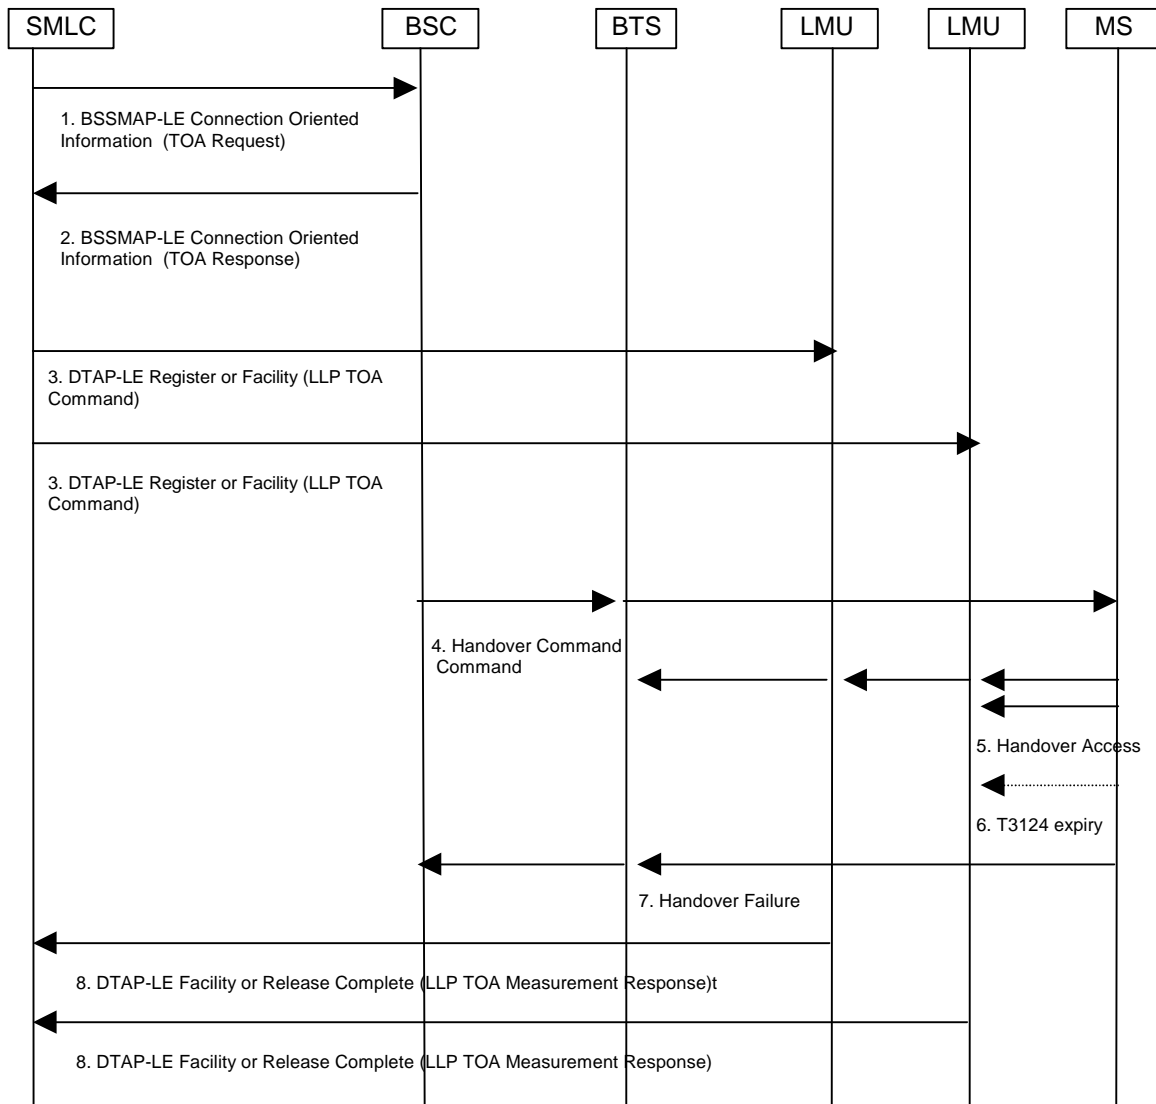 SMLC BSC BTS LMU LMU MS
1. BSSMAP-LE Connection Oriented
Information (TOA Request)
2. BSSMAP-LE Connection Oriented
Information (TOA Response)
3. DTAP-LE Register or Facility (LLP TOA
Command)
3. DTAP-LE Register or Facility (LLP TOA
Command)
4. Handover Command
Command
5. Handover Access
6. T3124 expiry
7. Handover Failure
8. DTAP-LE Facility or Release Complete (LLP TOA Measurement Response)t
8. DTAP-LE Facility or Release Complete (LLP TOA Measurement Response)